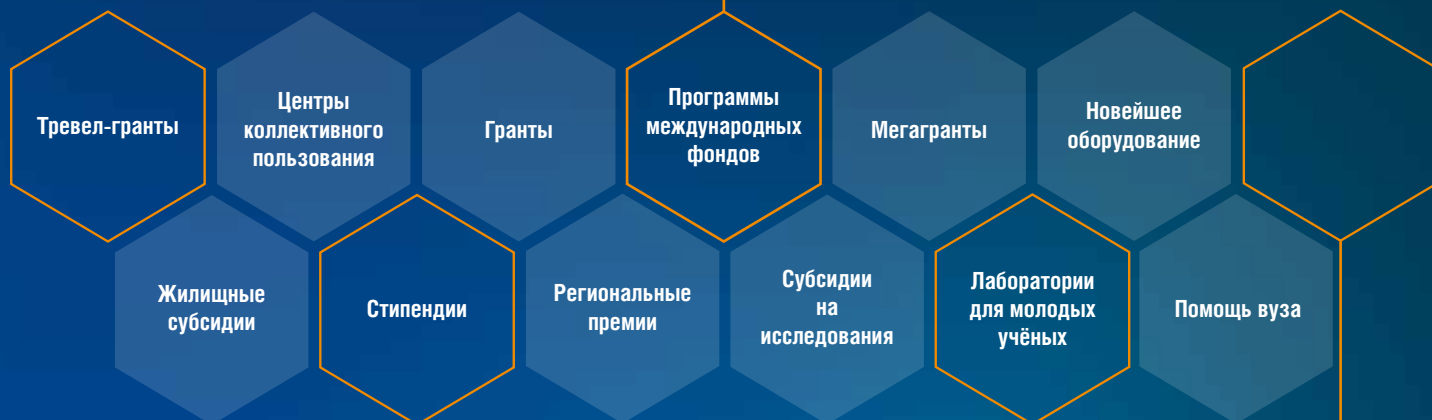 Тревел-гранты
Центры
коллективного
пользования
Гранты
Программы
международных
фондов
Мегагранты
Новейшее
оборудование
Жилищные
субсидии
Стипендии
Региональные
премии
Субсидии
на
исследования
Лаборатории
для молодых
учёных
Помощь вуза